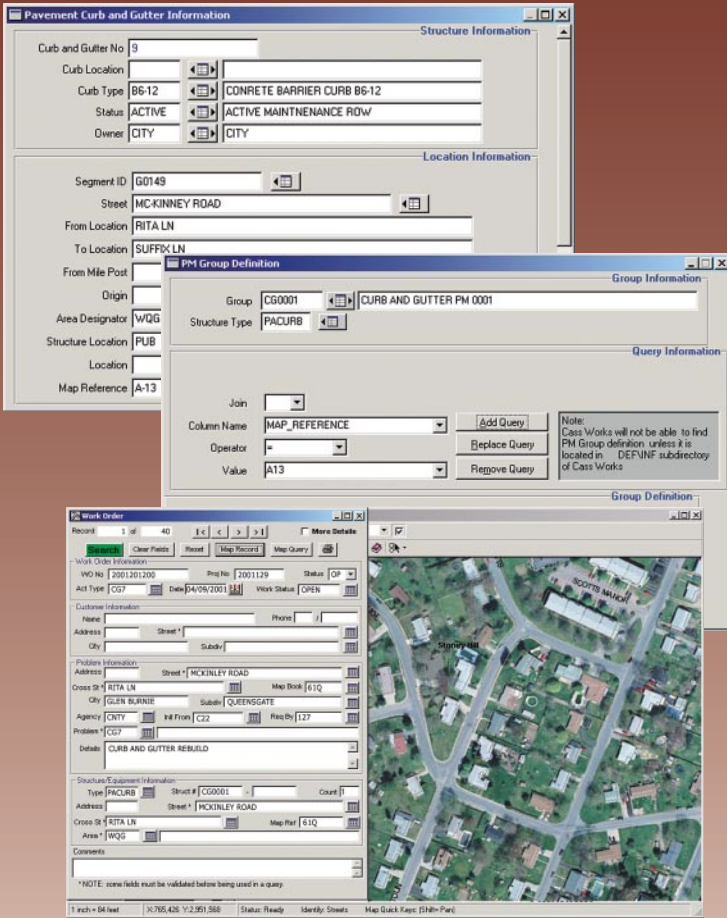 Pavement Curb and Gutter Information
Structure Information
Curb and Gutter No 9
Curb Location
Curb Type B6-12 CONRETE BARRIER CURB B6-12
Status ACTIVE ACTIVE MAINTNENANCE ROW
Owner CITY CITY
Location Information
Segment ID G0149
Street MC-KINNEY ROAD
From Location RITA LN
To Location SUFFIX LN
From Mile Post
Origin
Area Designator WQG
Structure Location PUB
Location
Map Reference A-13
PM Group Definition
Group Information
Group CG0001 CURB AND GUTTER PM 0001
Structure Type PACURB
Query Information
Join
Column Name MAP_REFERENCE Add Query
Operator = Replace Query
Value A13 Remove Query
Note:
Cass Works will not be able to find
PM Group definition unless it is
located in DEF\INF subdirectory
of Cass Works
Group Definition
Work Order
Record 1 of 40 |< < > >| More Details
Search Clear Fields Reset Map Record Map Query
Work Order Information
WO No 2001201200 Proj No 2001129 Status OP
Act Type CG7 Date 04/09/2001 Work Status OPEN
Customer Information
Name Phone /
Address Street *
City Subdiv
Problem Information
Address Street * MCKINLEY ROAD
Cross St * RITA LN Map Book 61Q
City GLEN BURNIE Subdiv QUEENSGATE
Agency CNTY Init From C22 Req By 127
Problem * CG7
Details CURB AND GUTTER REBUILD
Structure/Equipment Information
Type PACURB Struct # CG0001 - Count 1
Address Street * MCKINLEY ROAD
Cross St * RITA LN Map Ref 61Q
Area * WQG
Comments
*NOTE: some fields must be validated before being used in a query.
SCOTTS MANOR
Stoney Hill
1 inch = 84 feet X:765,426 Y:2,951,568 Status: Ready Identity: Streets Map Quick Keys: (Shift= Pan)